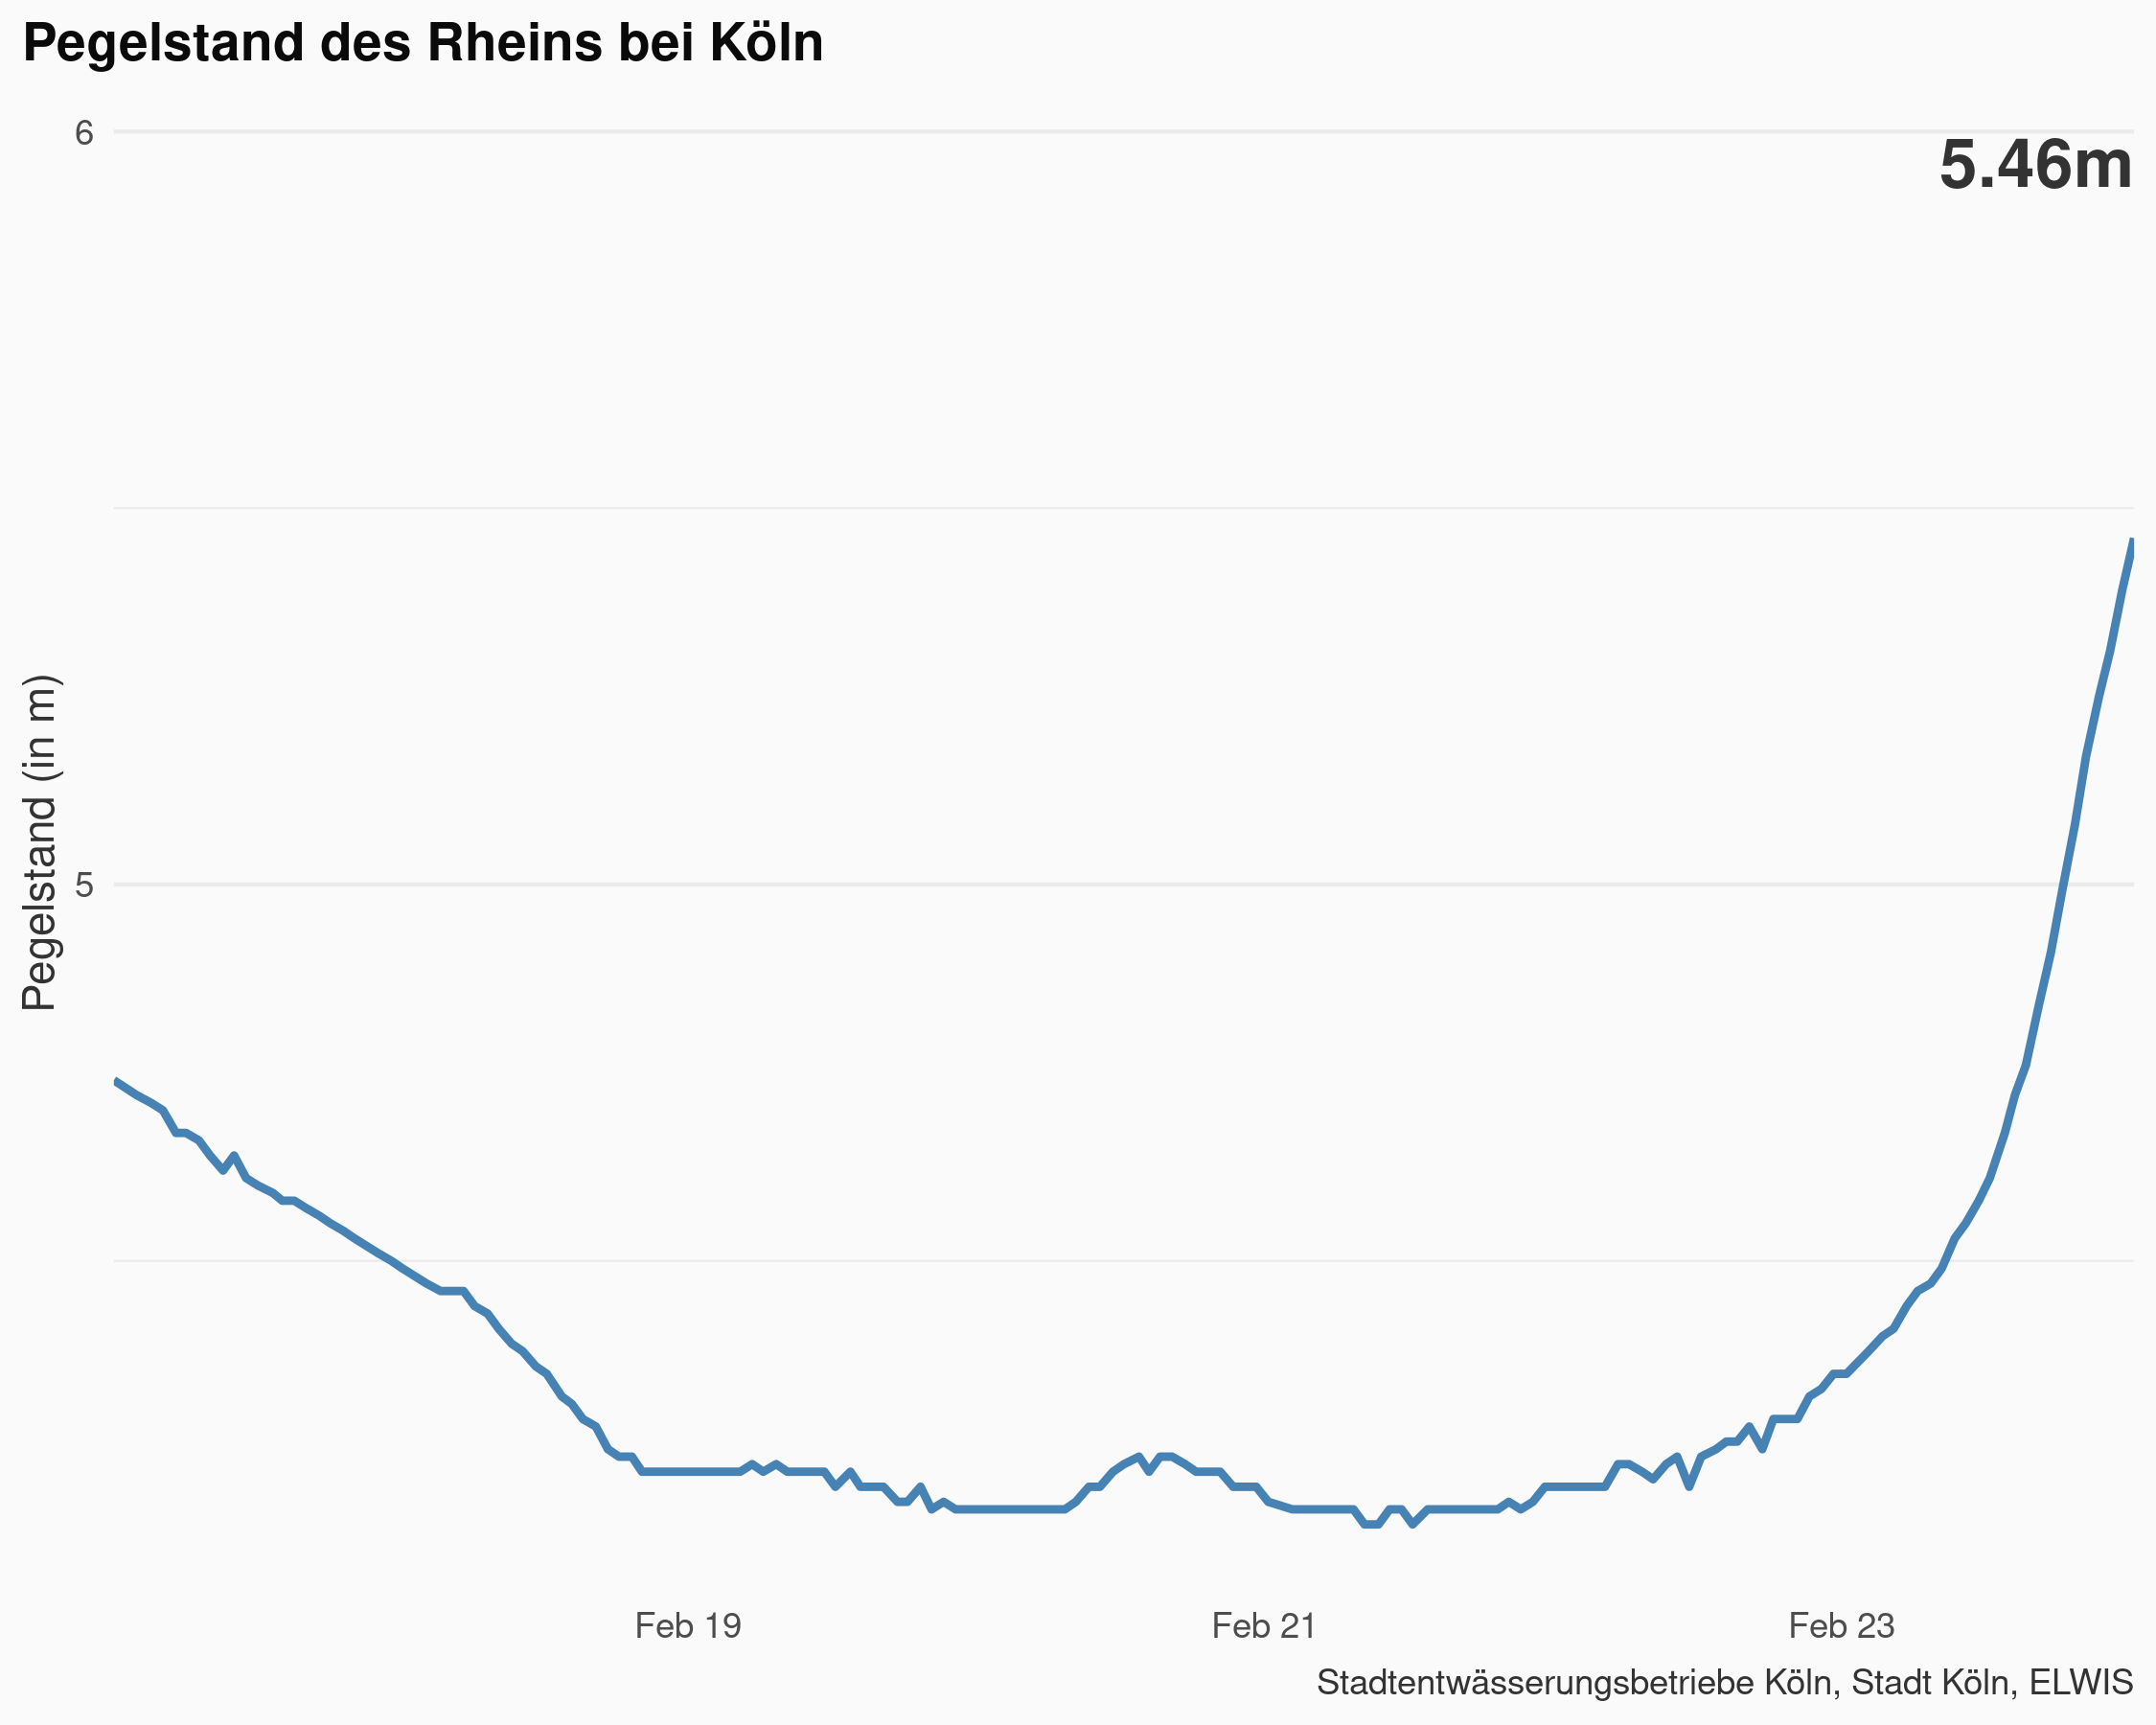 Pegelstand des Rheins bei Köln
6
5.46m
Pegelstand (in m)
5
Feb 19
Feb 21
Feb 23
Stadtentwässerungsbetriebe Köln, Stadt Köln, ELWIS